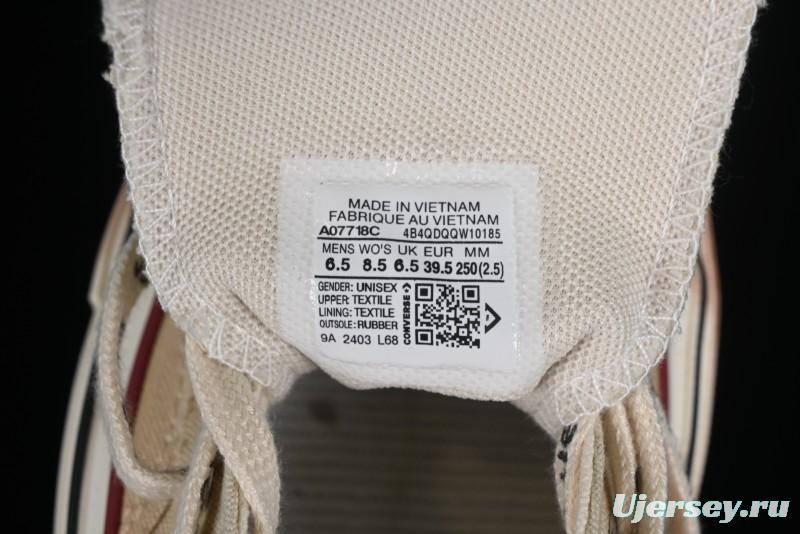 MADE IN VIETNAM
FABRIQUE AU VIETNAM
A07718C 4B4QDQQW10185
MENS WO'S UK EUR MM
6.5 8.5 6.5 39.5 250(2.5)
GENDER: UNISEX
UPPER: TEXTILE
LINING: TEXTILE
OUTSOLE: RUBBER
9A 2403 L68
CONVERSE
Ujersey.ru